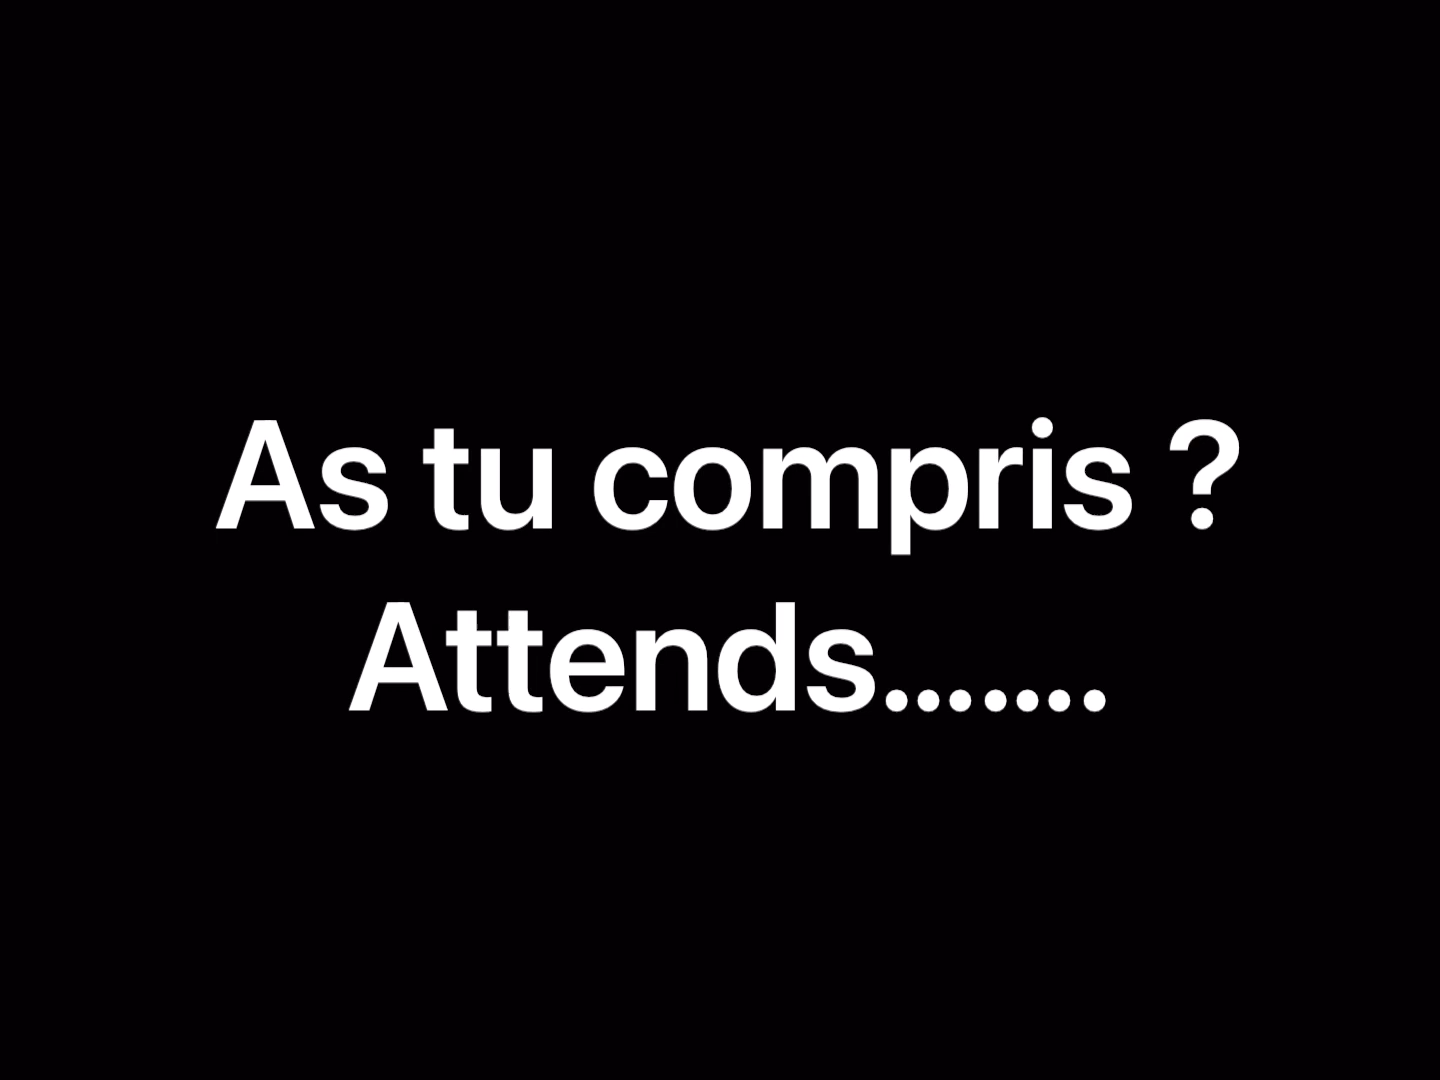 As tu compris ?
Attends.......